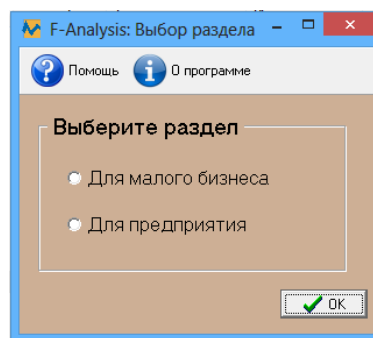 F-Analysis: Выбор раздела
Помощь О программе
Выберите раздел
Для малого бизнеса
Для предприятия
OK